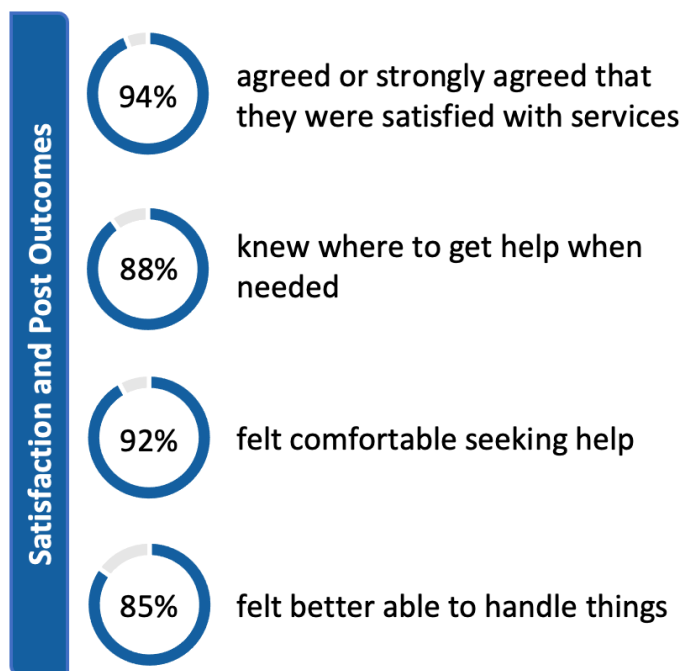 Satisfaction and Post Outcomes
94%
agreed or strongly agreed that
they were satisfied with services
88%
knew where to get help when
needed
92%
felt comfortable seeking help
85%
felt better able to handle things